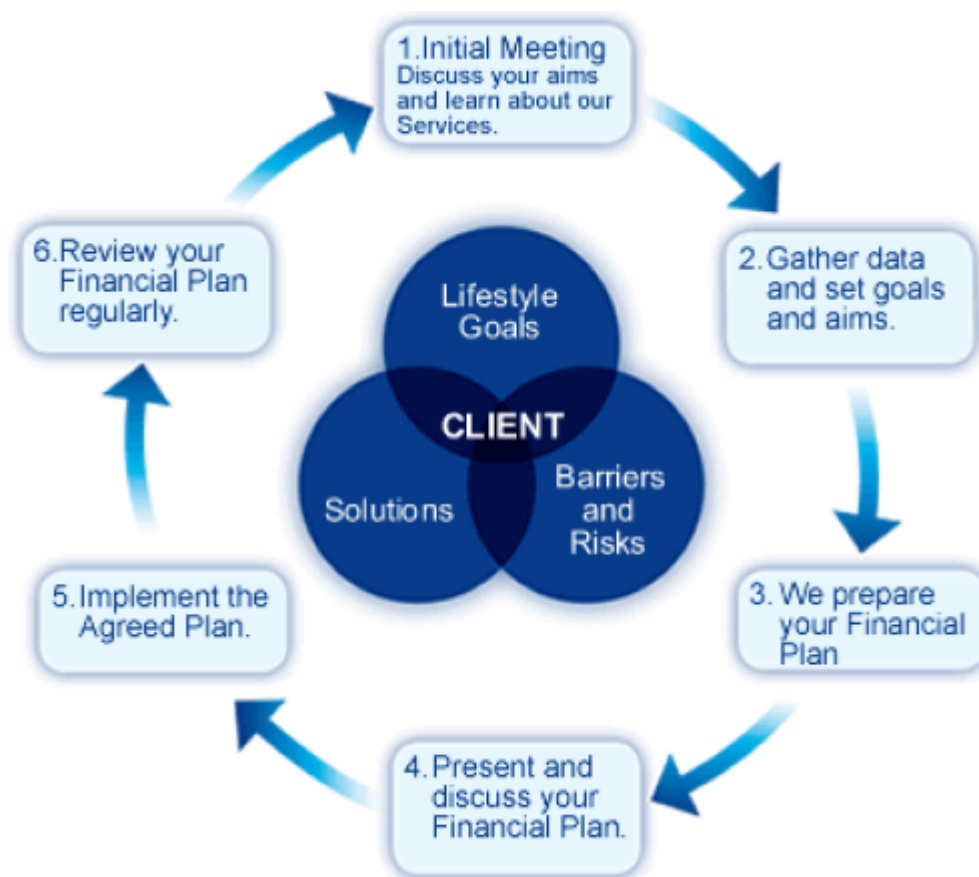 1.Initial Meeting
Discuss your aims
and learn about our
Services.
2.Gather data
and set goals
and aims.
3. We prepare
your Financial
Plan
4.Present and
discuss your
Financial Plan.
5.Implement the
Agreed Plan.
6.Review your
Financial Plan
regularly.
Lifestyle
Goals
CLIENT
Solutions
Barriers
and
Risks